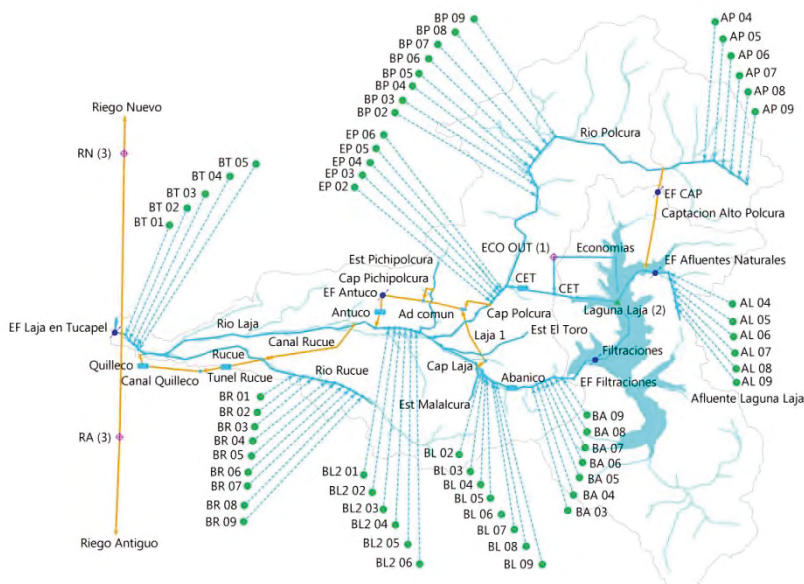 BP 09
BP 08
BP 07
BP 06
BP 05
BP 04
BP 03
BP 02
AP 04
AP 05
AP 06
AP 07
AP 08
AP 09
Riego Nuevo
RN (3)
BT 05
BT 04
BT 03
BT 02
BT 01
EP 06
EP 05
EP 04
EP 03
EP 02
Rio Polcura
EF CAP
Captacion Alto Polcura
ECO OUT (1)
Economias
EF Afluentes Naturales
Est Pichipolcura
Cap Pichipolcura
EF Antuco
Antuco
Ad comun
CET
CET
Cap Polcura
Laguna Laja (2)
EF Laja en Tucapel
Rio Laja
Canal Rucue
Laja 1
Est El Toro
AL 04
AL 05
AL 06
AL 07
AL 08
AL 09
Afluente Laguna Laja
Quilleco
Rucue
Canal Quilleco
Tunel Rucue
Rio Rucue
Cap Laja
Abanico
Filtraciones
EF Filtraciones
Est Malalcura
BR 01
BR 02
BR 03
BR 04
BR 05
BR 06
BR 07
BR 08
BR 09
RA (3)
Riego Antiguo
BL2 01
BL2 02
BL2 03
BL2 04
BL2 05
BL2 06
BL 02
BL 03
BL 04
BL 05
BL 06
BL 07
BL 08
BL 09
BA 09
BA 08
BA 07
BA 06
BA 05
BA 04
BA 03